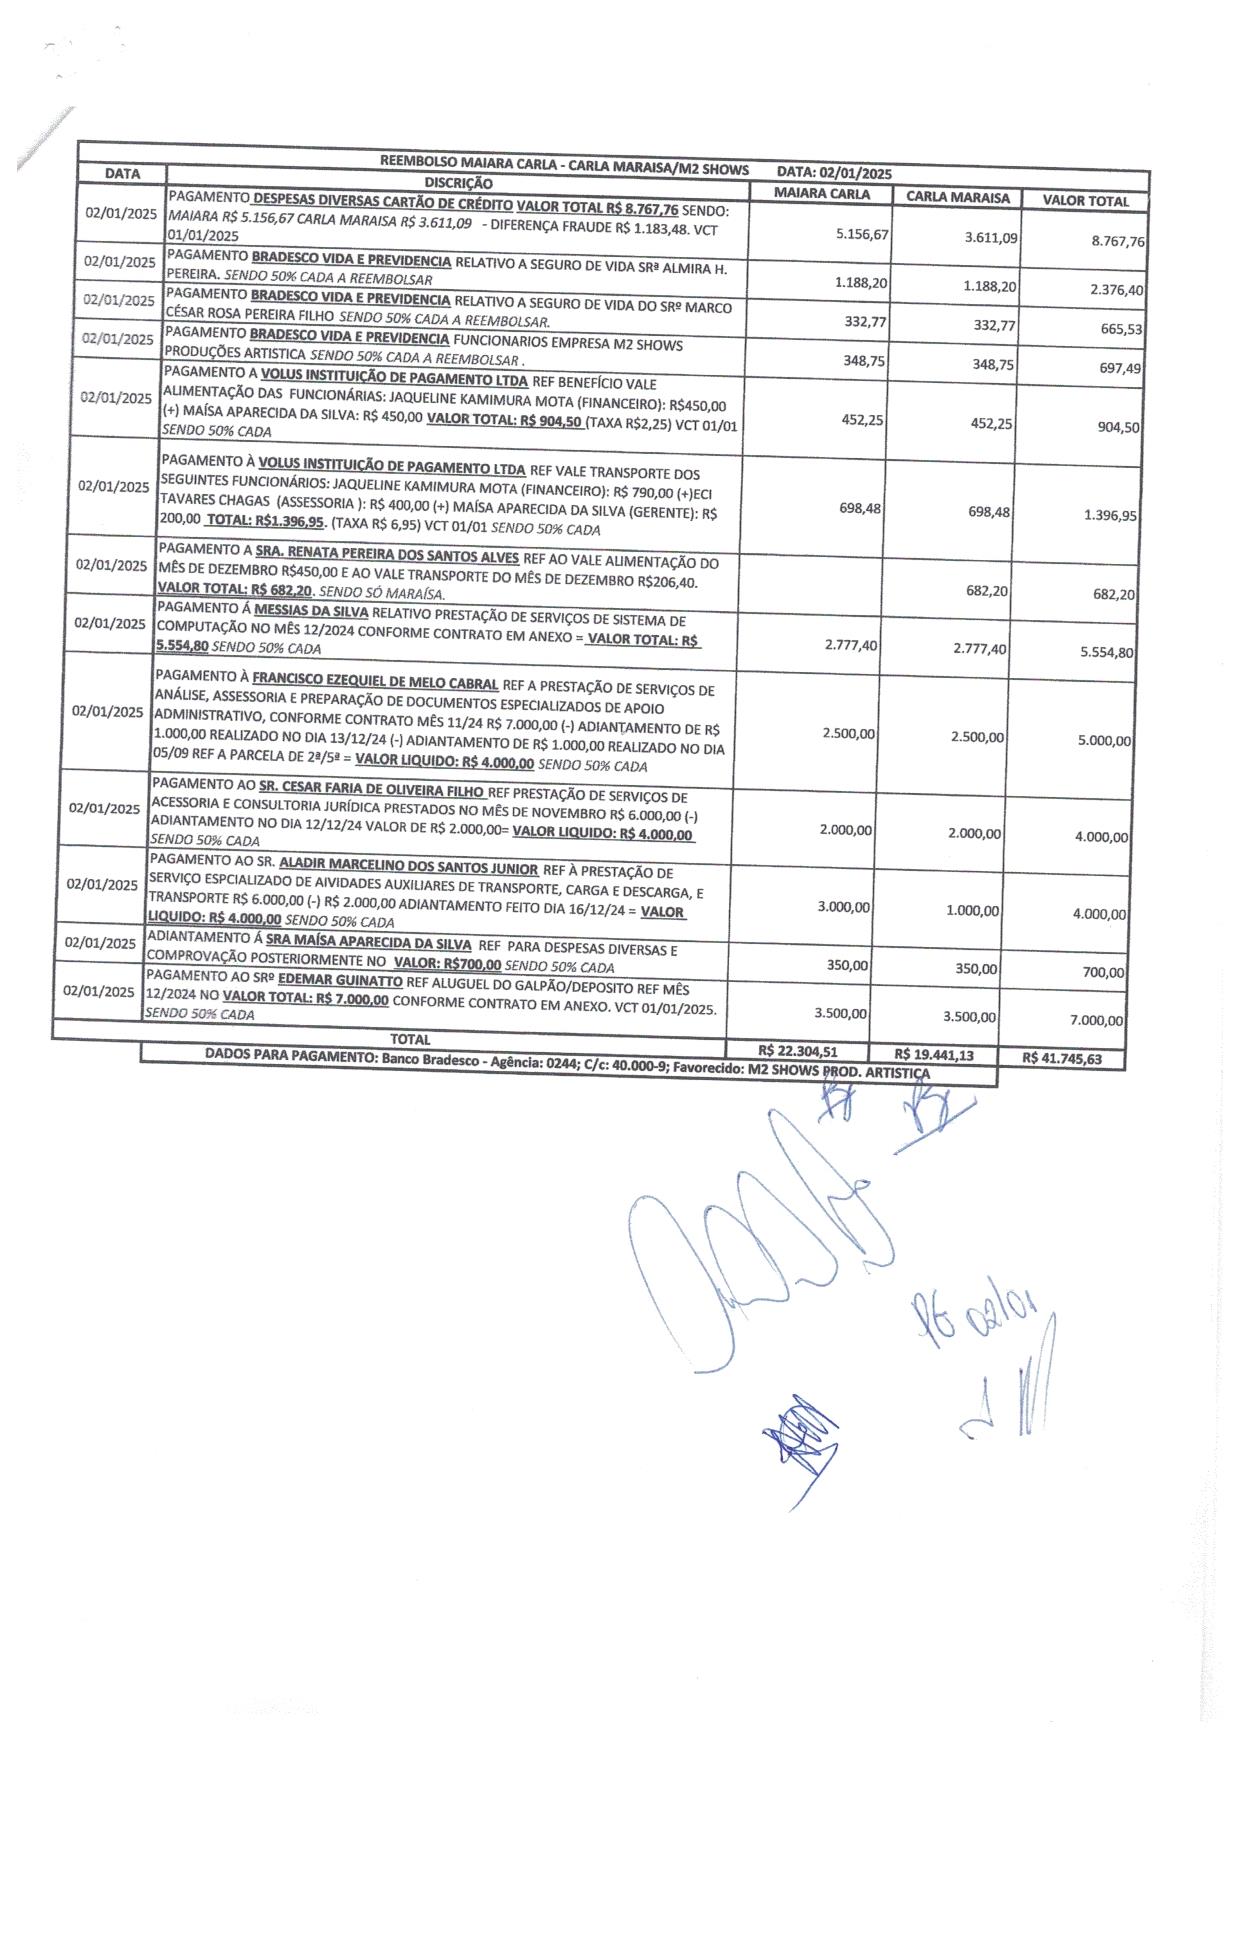 REEMBOLSO MAIARA CARLA - CARLA MARAISA/M2 SHOWS DATA: 02/01/2025
DATA DISCRIÇÃO MAIARA CARLA CARLA MARAISA VALOR TOTAL
PAGAMENTO DESPESAS DIVERSAS CARTÃO DE CRÉDITO VALOR TOTAL R$ 8.767,76 SENDO:
02/01/2025 MAIARA R$ 5.156,67 CARLA MARAISA R$ 3.611,09 - DIFERENÇA FRAUDE R$ 1.183,48. VCT 5.156,67 3.611,09 8.767,76
01/01/2025
02/01/2025 PAGAMENTO BRADESCO VIDA E PREVIDENCIA RELATIVO A SEGURO DE VIDA SRª ALMIRA H. 1.188,20 1.188,20 2.376,40
PEREIRA. SENDO 50% CADA A REEMBOLSAR
02/01/2025 PAGAMENTO BRADESCO VIDA E PREVIDENCIA RELATIVO A SEGURO DE VIDA DO SRº MARCO 332,77 332,77 665,53
CÉSAR ROSA PEREIRA FILHO SENDO 50% CADA A REEMBOLSAR.
02/01/2025 PAGAMENTO BRADESCO VIDA E PREVIDENCIA FUNCIONARIOS EMPRESA M2 SHOWS 348,75 348,75 697,49
PRODUÇÕES ARTISTICA SENDO 50% CADA A REEMBOLSAR .
PAGAMENTO A VOLUS INSTITUIÇÃO DE PAGAMENTO LTDA REF BENEFÍCIO VALE
02/01/2025 ALIMENTAÇÃO DAS FUNCIONÁRIAS: JAQUELINE KAMIMURA MOTA (FINANCEIRO): R$450,00 452,25 452,25 904,50
(+) MAÍSA APARECIDA DA SILVA: R$ 450,00 VALOR TOTAL: R$ 904,50 (TAXA R$2,25) VCT 01/01
SENDO 50% CADA
PAGAMENTO À VOLUS INSTITUIÇÃO DE PAGAMENTO LTDA REF VALE TRANSPORTE DOS
02/01/2025 SEGUINTES FUNCIONÁRIOS: JAQUELINE KAMIMURA MOTA (FINANCEIRO): R$ 790,00 (+)ECI 698,48 698,48 1.396,95
TAVARES CHAGAS (ASSESSORIA ): R$ 400,00 (+) MAÍSA APARECIDA DA SILVA (GERENTE): R$
200,00 TOTAL: R$1.396,95. (TAXA R$ 6,95) VCT 01/01 SENDO 50% CADA
PAGAMENTO A SRA. RENATA PEREIRA DOS SANTOS ALVES REF AO VALE ALIMENTAÇÃO DO
02/01/2025 MÊS DE DEZEMBRO R$450,00 E AO VALE TRANSPORTE DO MÊS DE DEZEMBRO R$206,40. 682,20 682,20
VALOR TOTAL: R$ 682,20. SENDO SÓ MARAÍSA.
PAGAMENTO Á MESSIAS DA SILVA RELATIVO PRESTAÇÃO DE SERVIÇOS DE SISTEMA DE
02/01/2025 COMPUTAÇÃO NO MÊS 12/2024 CONFORME CONTRATO EM ANEXO = VALOR TOTAL: R$ 2.777,40 2.777,40 5.554,80
5.554,80 SENDO 50% CADA
PAGAMENTO À FRANCISCO EZEQUIEL DE MELO CABRAL REF A PRESTAÇÃO DE SERVIÇOS DE
ANÁLISE, ASSESSORIA E PREPARAÇÃO DE DOCUMENTOS ESPECIALIZADOS DE APOIO
02/01/2025 ADMINISTRATIVO, CONFORME CONTRATO MÊS 11/24 R$ 7.000,00 (-) ADIANTAMENTO DE R$ 2.500,00 2.500,00 5.000,00
1.000,00 REALIZADO NO DIA 13/12/24 (-) ADIANTAMENTO DE R$ 1.000,00 REALIZADO NO DIA
05/09 REF A PARCELA DE 2ª/5ª = VALOR LIQUIDO: R$ 4.000,00 SENDO 50% CADA
PAGAMENTO AO SR. CESAR FARIA DE OLIVEIRA FILHO REF PRESTAÇÃO DE SERVIÇOS DE
02/01/2025 ACESSORIA E CONSULTORIA JURÍDICA PRESTADOS NO MÊS DE NOVEMBRO R$ 6.000,00 (-) 2.000,00 2.000,00 4.000,00
ADIANTAMENTO NO DIA 12/12/24 VALOR DE R$ 2.000,00= VALOR LIQUIDO: R$ 4.000,00
SENDO 50% CADA
PAGAMENTO AO SR. ALADIR MARCELINO DOS SANTOS JUNIOR REF À PRESTAÇÃO DE
02/01/2025 SERVIÇO ESPCIALIZADO DE AIVIDADES AUXILIARES DE TRANSPORTE, CARGA E DESCARGA, E 3.000,00 1.000,00 4.000,00
TRANSPORTE R$ 6.000,00 (-) R$ 2.000,00 ADIANTAMENTO FEITO DIA 16/12/24 = VALOR
LIQUIDO: R$ 4.000,00 SENDO 50% CADA
02/01/2025 ADIANTAMENTO Á SRA MAÍSA APARECIDA DA SILVA REF PARA DESPESAS DIVERSAS E 350,00 350,00 700,00
COMPROVAÇÃO POSTERIORMENTE NO VALOR: R$700,00 SENDO 50% CADA
PAGAMENTO AO SRº EDEMAR GUINATTO REF ALUGUEL DO GALPÃO/DEPOSITO REF MÊS
02/01/2025 12/2024 NO VALOR TOTAL: R$ 7.000,00 CONFORME CONTRATO EM ANEXO. VCT 01/01/2025. 3.500,00 3.500,00 7.000,00
SENDO 50% CADA
TOTAL R$ 22.304,51 R$ 19.441,13 R$ 41.745,63
DADOS PARA PAGAMENTO: Banco Bradesco - Agência: 0244; C/c: 40.000-9; Favorecido: M2 SHOWS PROD. ARTISTICA
PG 02/01